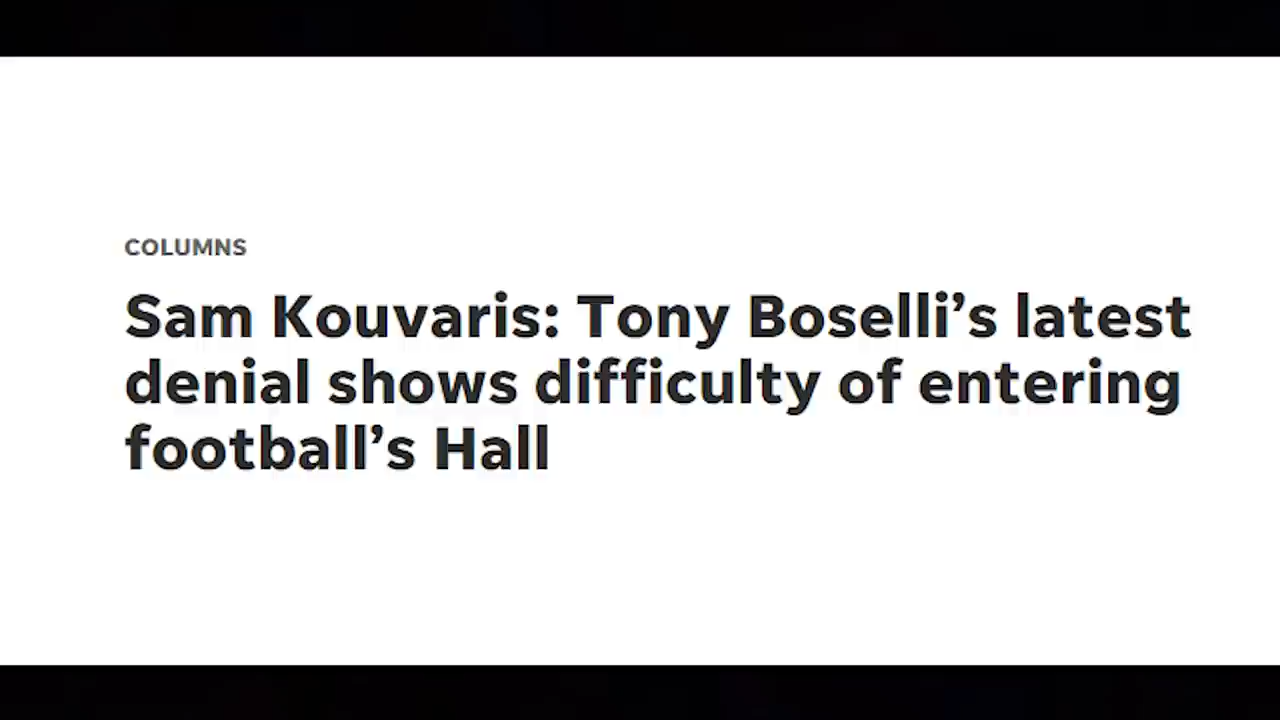 COLUMNS
Sam Kouvaris: Tony Boselli’s latest
denial shows difficulty of entering
football’s Hall